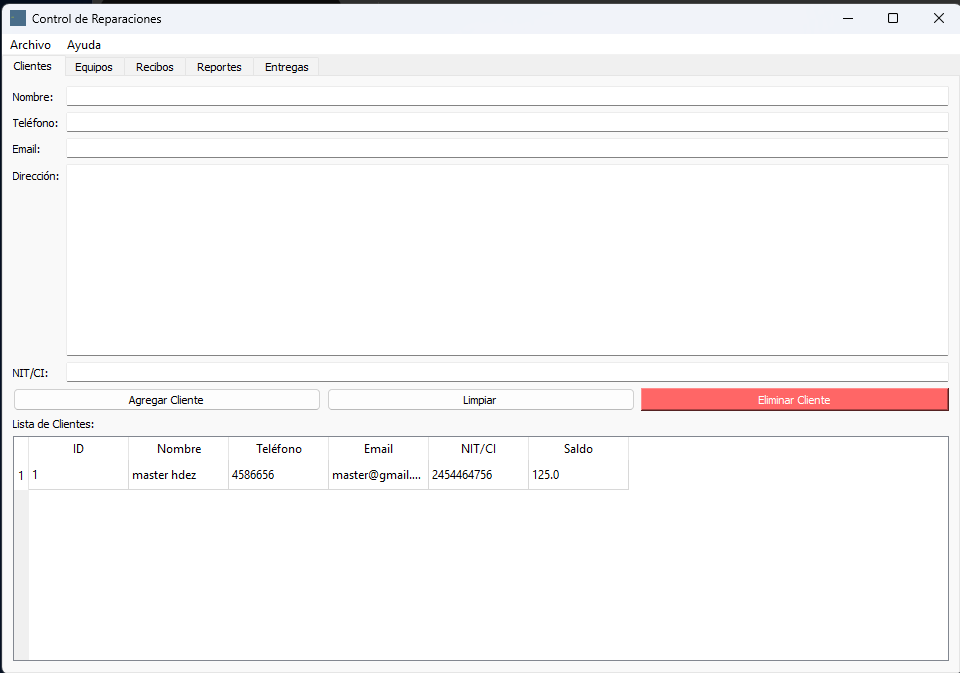 Control de Reparaciones
Archivo Ayuda
Clientes Equipos Recibos Reportes Entregas
Nombre:
Teléfono:
Email:
Dirección:
NIT/CI:
Agregar Cliente Limpiar Eliminar Cliente
Lista de Clientes:
ID Nombre Teléfono Email NIT/CI Saldo
1 1 master hdez 4586656 master@gmail.... 2454464756 125.0